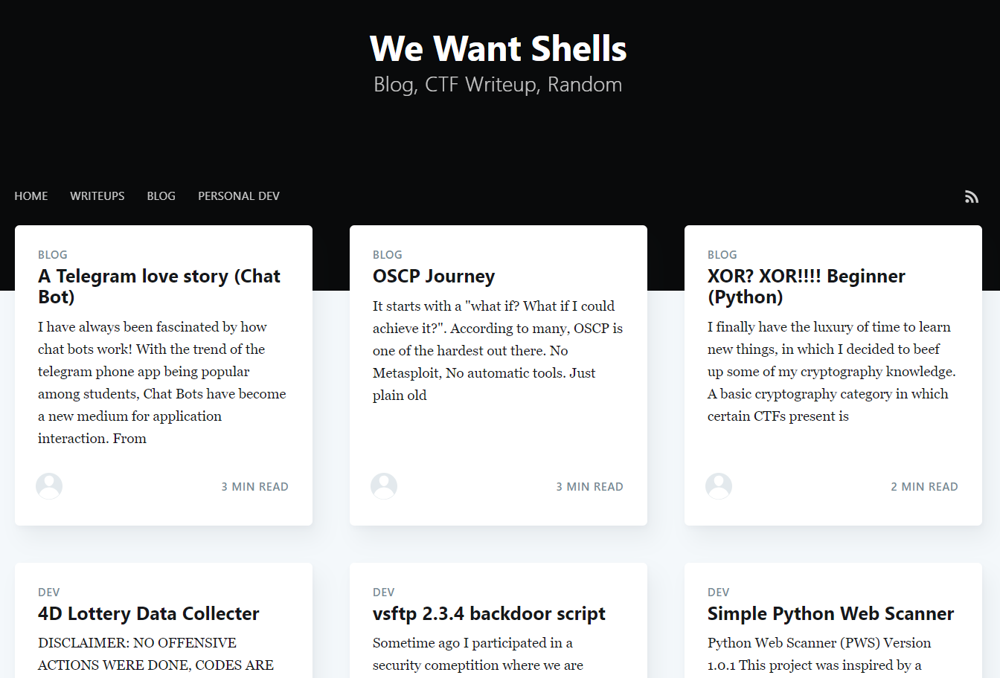 We Want Shells
Blog, CTF Writeup, Random
HOME WRITEUPS BLOG PERSONAL DEV
BLOG
A Telegram love story (Chat
Bot)
I have always been fascinated by how
chat bots work! With the trend of the
telegram phone app being popular
among students, Chat Bots have become
a new medium for application
interaction. From
3 MIN READ
BLOG
OSCP Journey
It starts with a "what if? What if I could
achieve it?". According to many, OSCP is
one of the hardest out there. No
Metasploit, No automatic tools. Just
plain old
3 MIN READ
BLOG
XOR? XOR!!!! Beginner
(Python)
I finally have the luxury of time to learn
new things, in which I decided to beef
up some of my cryptography knowledge.
A basic cryptography category in which
certain CTFs present is
2 MIN READ
DEV
4D Lottery Data Collecter
DISCLAIMER: NO OFFENSIVE
ACTIONS WERE DONE, CODES ARE
DEV
vsftp 2.3.4 backdoor script
Sometime ago I participated in a
security comeptition where we are
DEV
Simple Python Web Scanner
Python Web Scanner (PWS) Version
1.0.1 This project was inspired by a